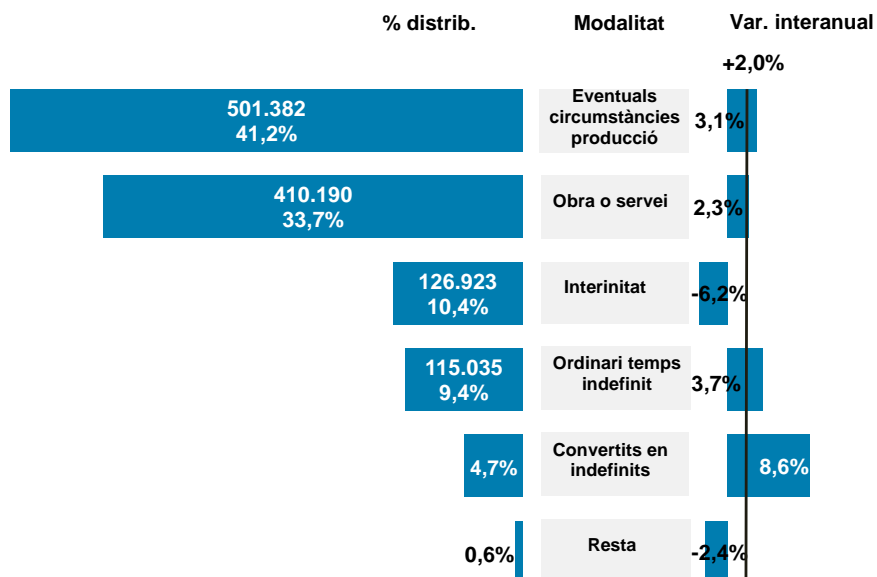 % distrib.
Modalitat
Var. interanual
+2,0%
501.382
41,2%
Eventuals
circumstàncies
producció
3,1%
410.190
33,7%
Obra o servei
2,3%
126.923
10,4%
Interinitat
-6,2%
115.035
9,4%
Ordinari temps
indefinit
3,7%
4,7%
Convertits en
indefinits
8,6%
0,6%
Resta
-2,4%